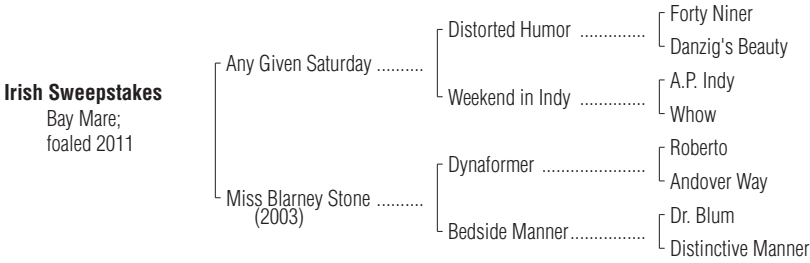 Irish Sweepstakes
Bay Mare;
foaled 2011
Any Given Saturday ..........
Miss Blarney Stone ..........
(2003)
Distorted Humor ..............
Weekend in Indy ..............
Dynaformer ......................
Bedside Manner................
Forty Niner
Danzig's Beauty
A.P. Indy
Whow
Roberto
Andover Way
Dr. Blum
Distinctive Manner